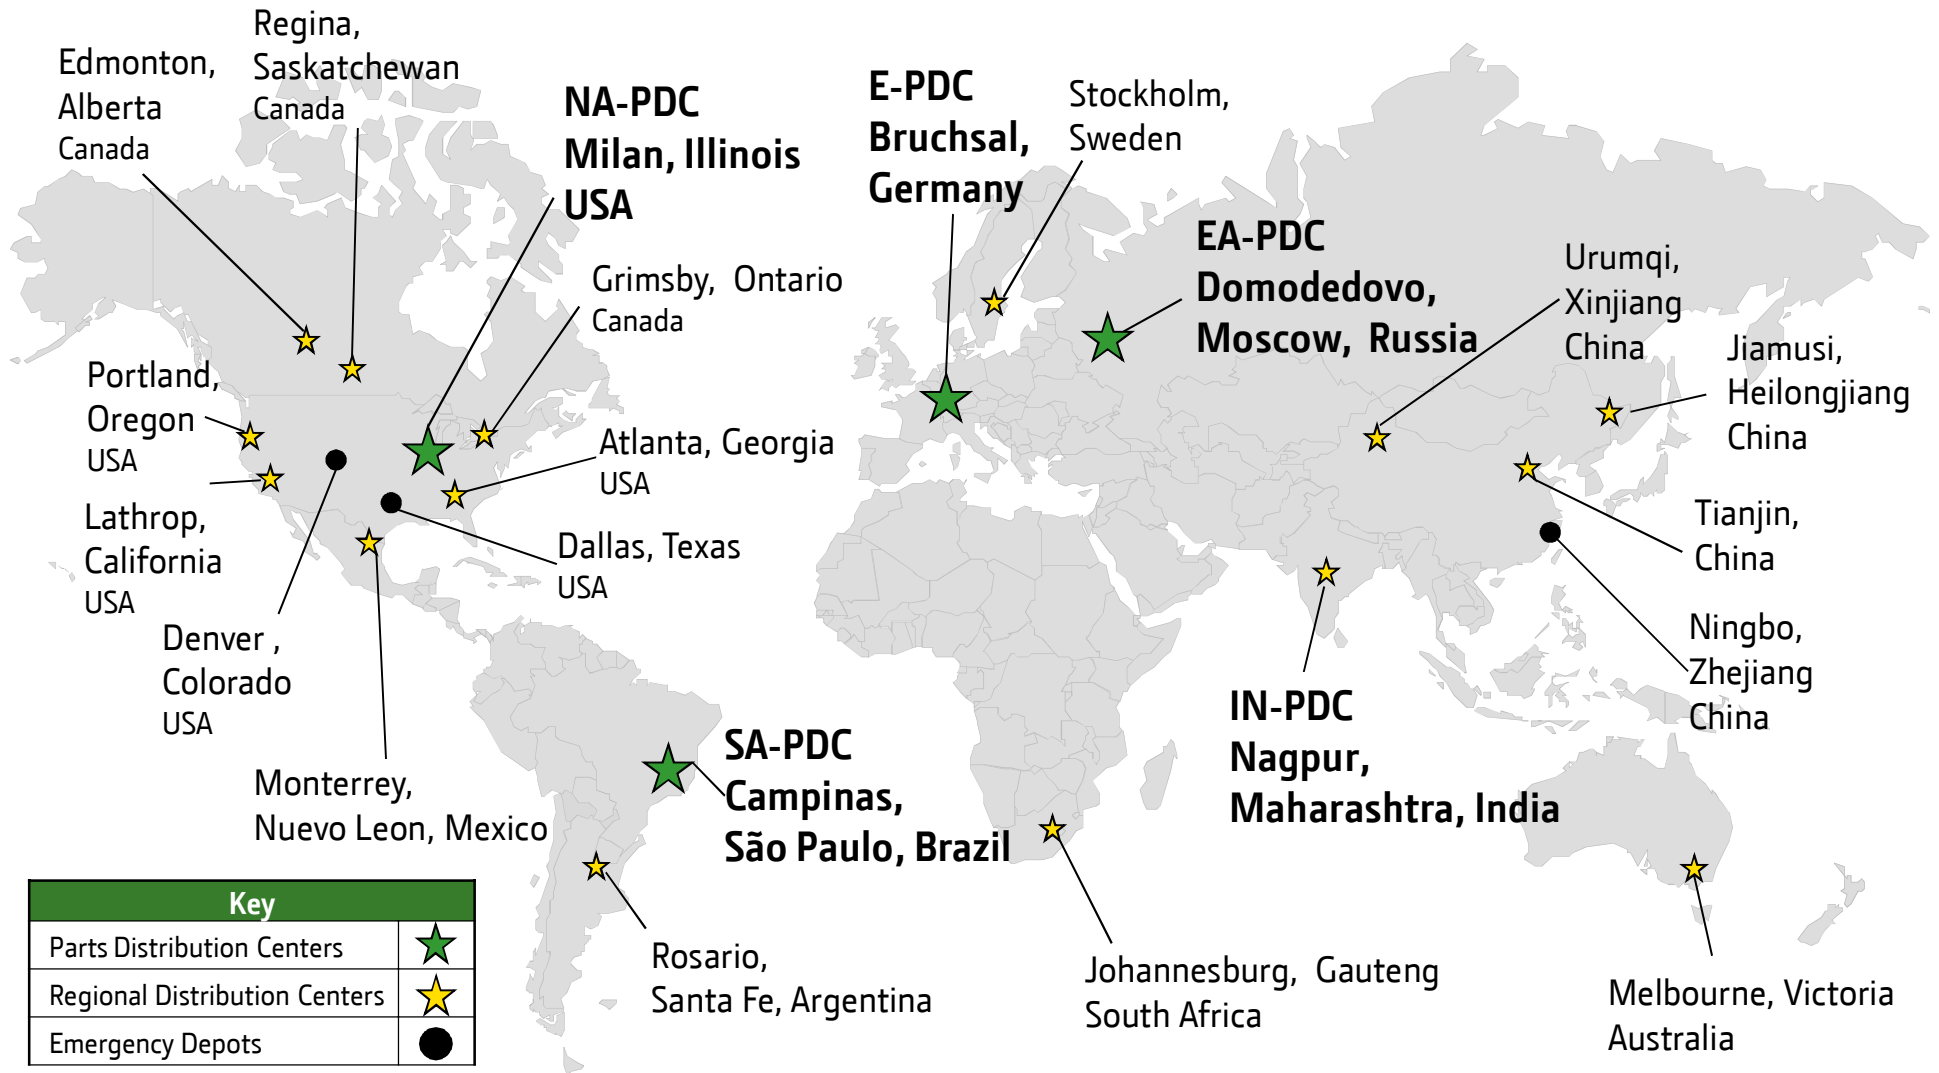 Regina,
Saskatchewan
Canada
Edmonton,
Alberta
Canada
NA-PDC
Milan, Illinois
USA
E-PDC
Bruchsal,
Germany
Stockholm,
Sweden
EA-PDC
Domodedovo,
Moscow, Russia
Urumqi,
Xinjiang
China
Grimsby, Ontario
Canada
Jiamusi,
Heilongjiang
China
Portland,
Oregon
USA
Atlanta, Georgia
USA
Lathrop,
California
USA
Dallas, Texas
USA
Tianjin,
China
Denver ,
Colorado
USA
Ningbo,
Zhejiang
China
IN-PDC
Nagpur,
Maharashtra, India
SA-PDC
Campinas,
São Paulo, Brazil
Monterrey,
Nuevo Leon, Mexico
Rosario,
Santa Fe, Argentina
Johannesburg, Gauteng
South Africa
Melbourne, Victoria
Australia
Key
Parts Distribution Centers
Regional Distribution Centers
Emergency Depots